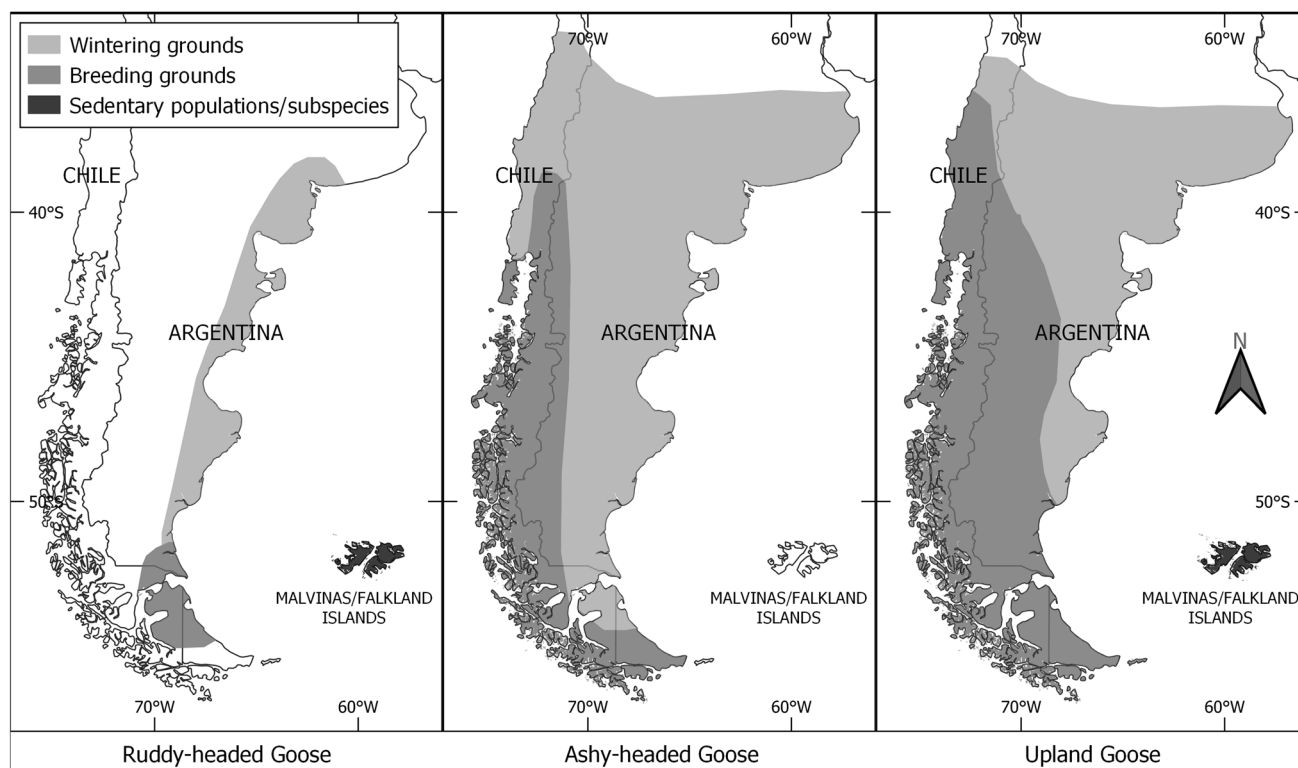 Wintering grounds
Breeding grounds
Sedentary populations/subspecies
70°W
60°W
70°W
60°W
CHILE
CHILE
CHILE
40°S
40°S
ARGENTINA
ARGENTINA
ARGENTINA
N
50°S
50°S
MALVINAS/FALKLAND
ISLANDS
MALVINAS/FALKLAND
ISLANDS
MALVINAS/FALKLAND
ISLANDS
70°W
60°W
70°W
60°W
70°W
60°W
Ruddy-headed Goose
Ashy-headed Goose
Upland Goose